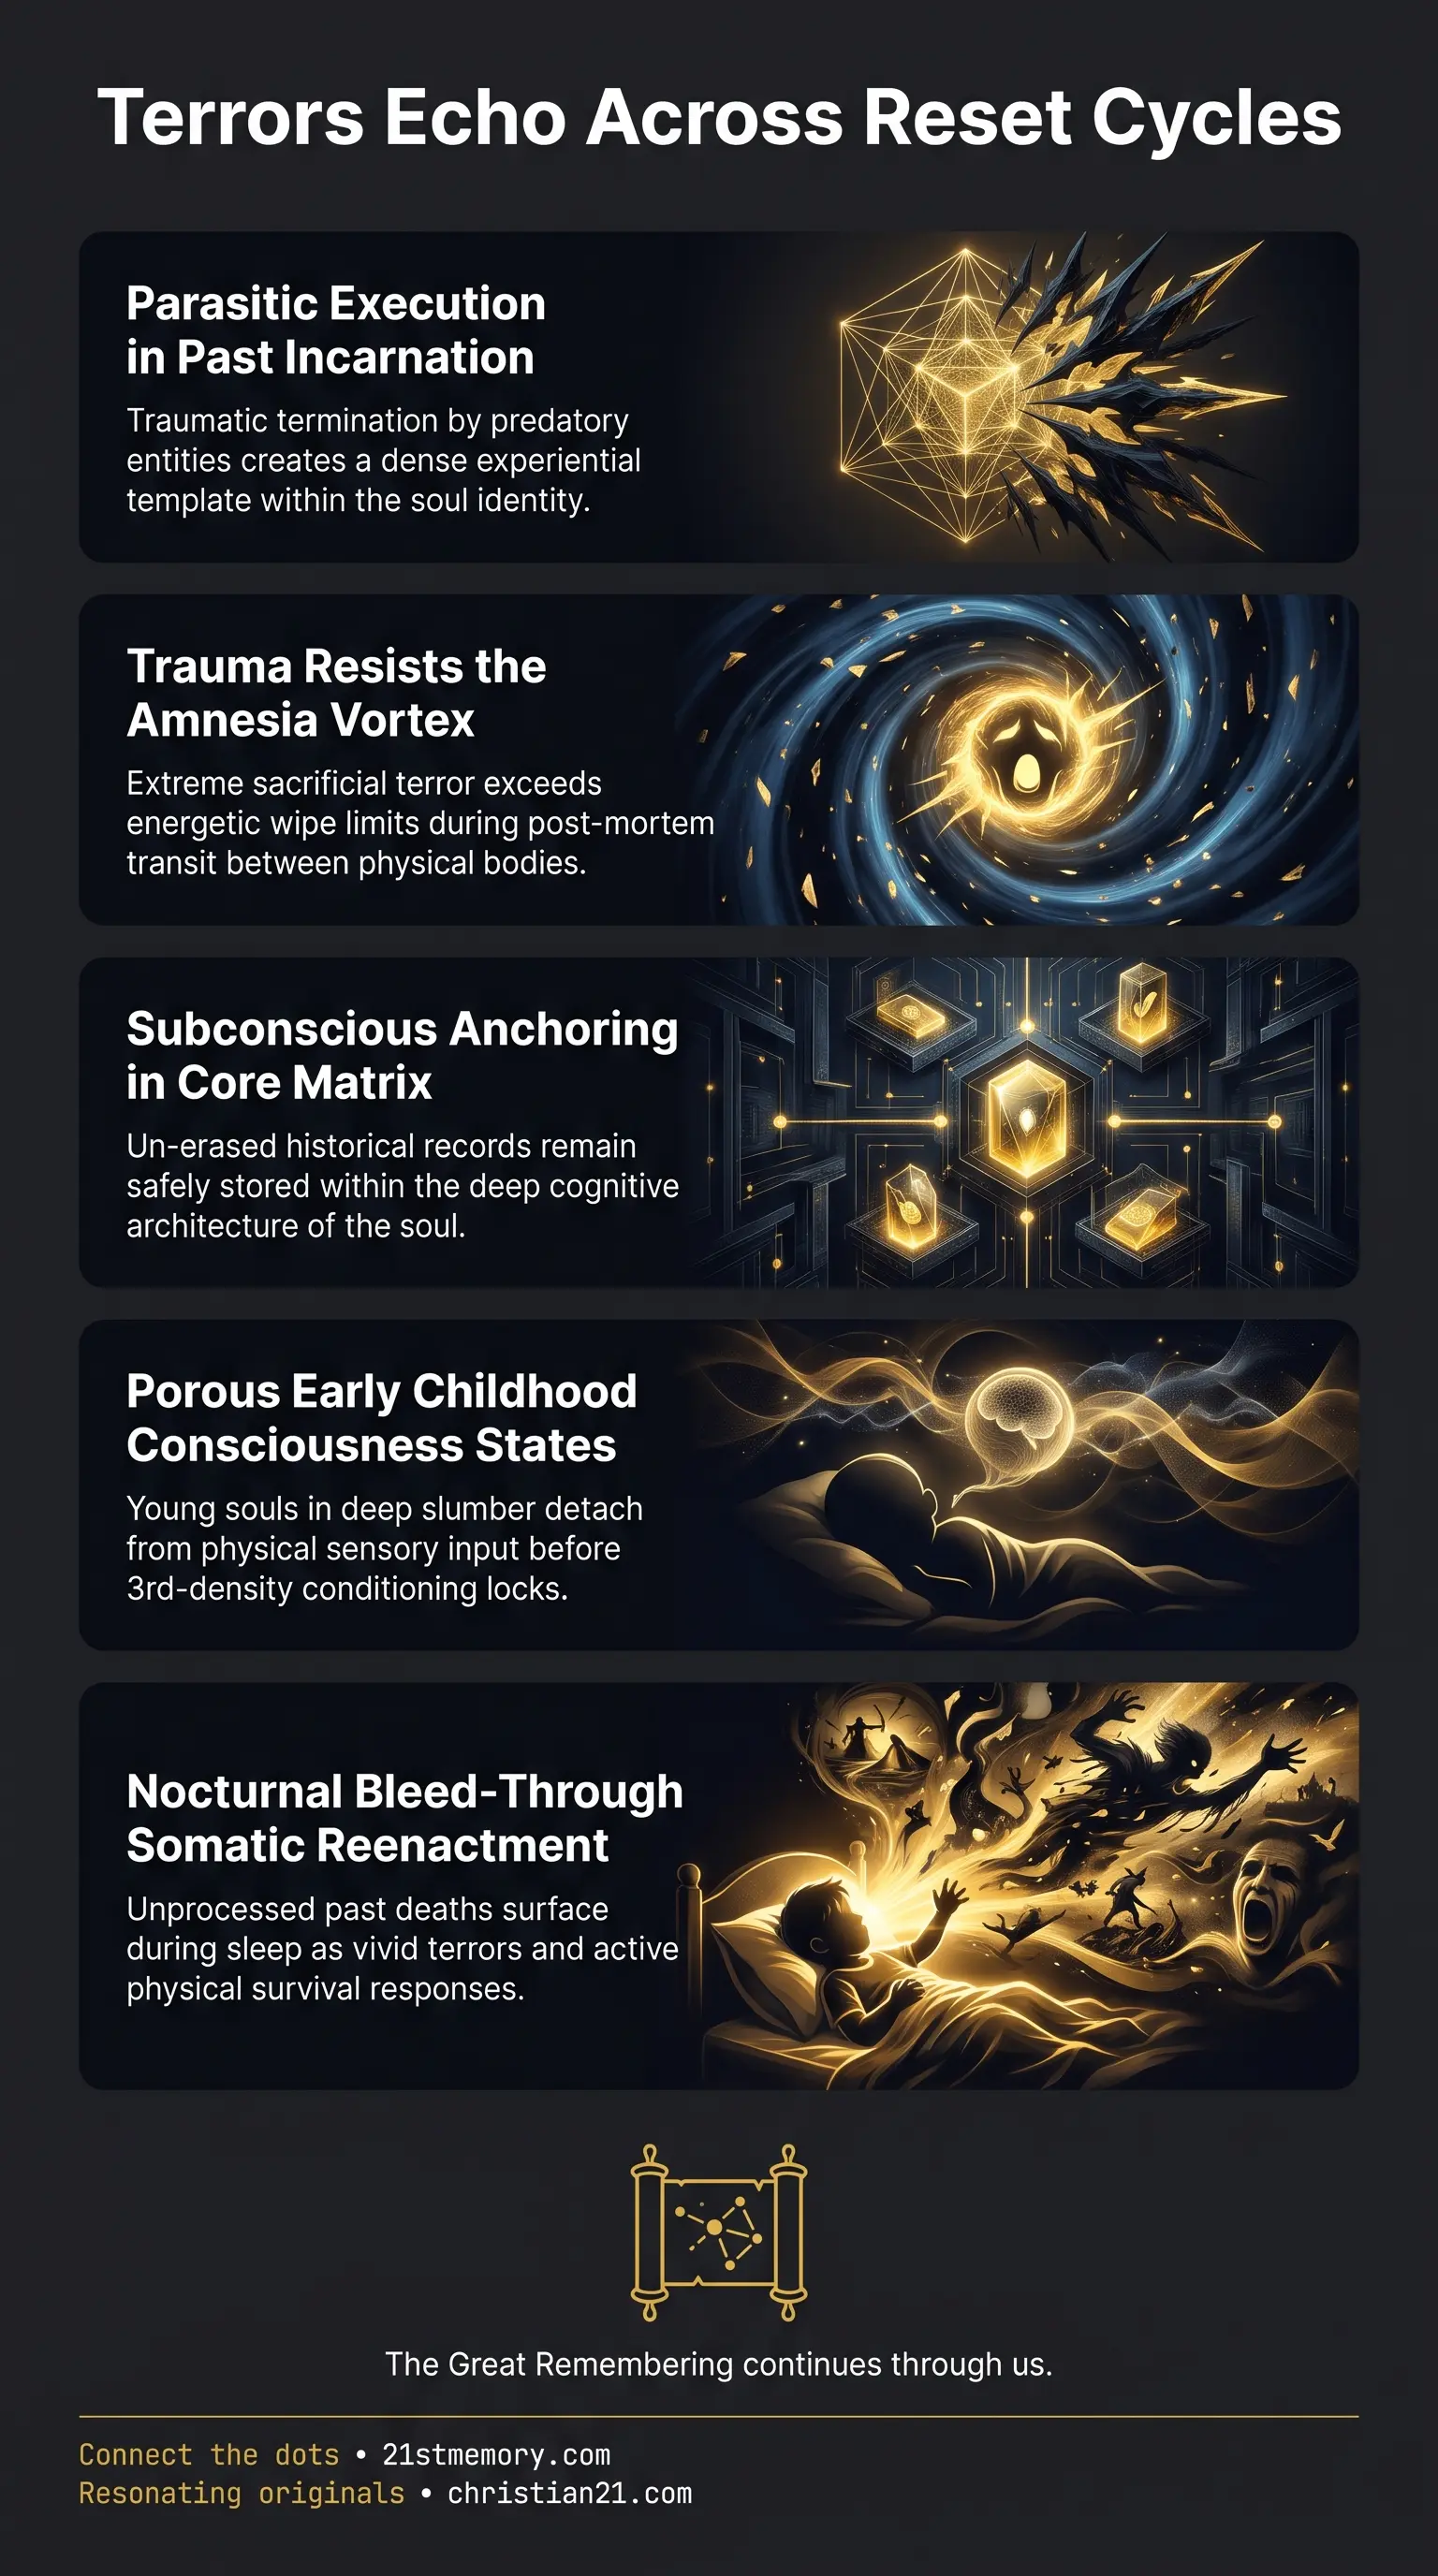 Terrors Echo Across Reset Cycles
Parasitic Execution
in Past Incarnation
Traumatic termination by predatory
entities creates a dense experiential
template within the soul identity.
Trauma Resists the
Amnesia Vortex
Extreme sacrificial terror exceeds
energetic wipe limits during post-mortem
transit between physical bodies.
Subconscious Anchoring
in Core Matrix
Un-erased historical records remain
safely stored within the deep cognitive
architecture of the soul.
Porous Early Childhood
Consciousness States
Young souls in deep slumber detach
from physical sensory input before
3rd-density conditioning locks.
Nocturnal Bleed-Through
Somatic Reenactment
Unprocessed past deaths surface
during sleep as vivid terrors and active
physical survival responses.
The Great Remembering continues through us.
Connect the dots • 21stmemory.com
Resonating originals • christian21.com